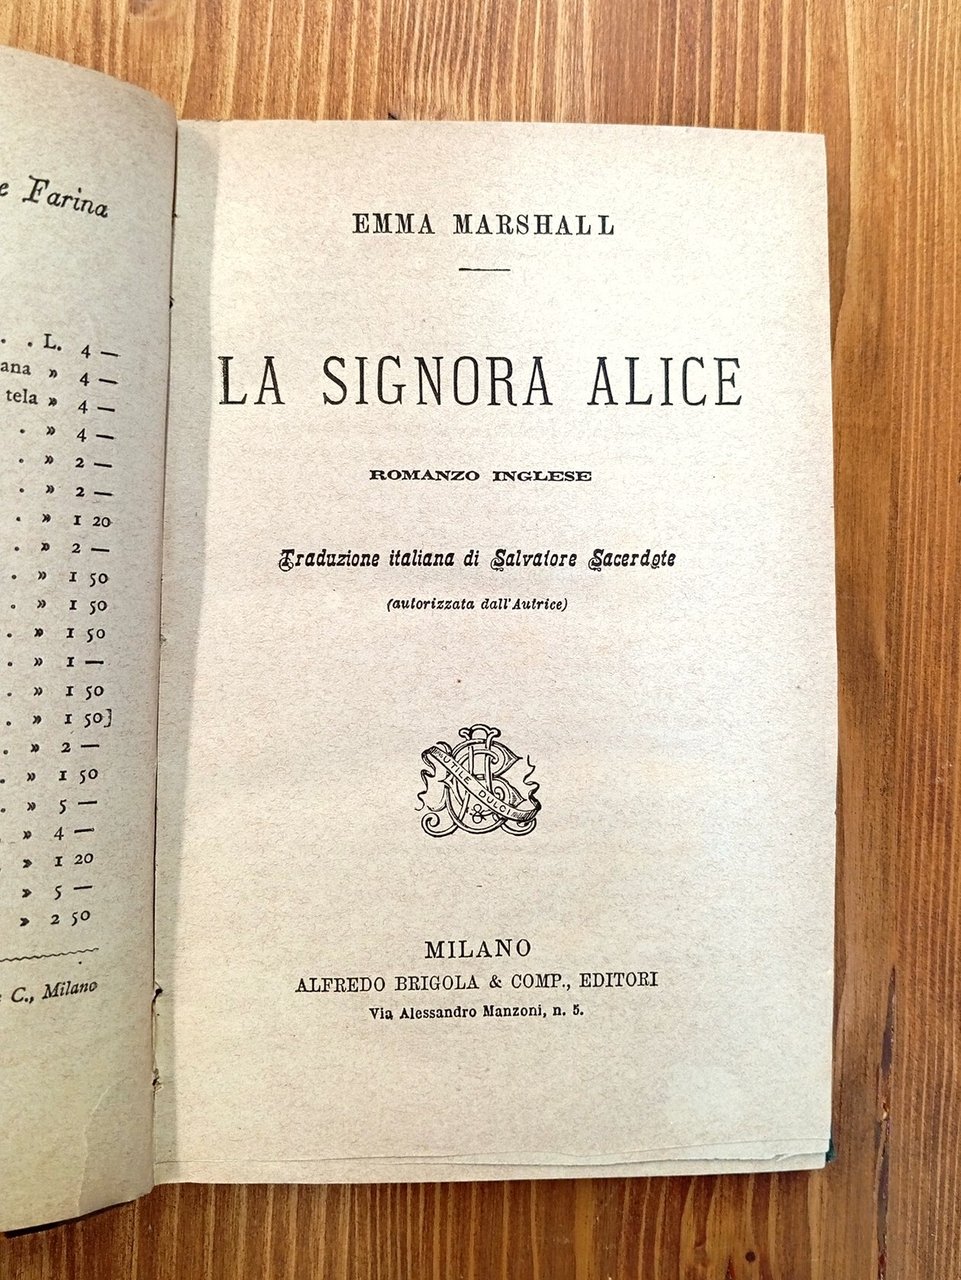 e Farina
. . L. 4 —
ana » 4 —
tela » 4 —
. » 4 —
. » 2 —
. » 2 —
. » 1 20
. » 2 —
. » 1 50
. » 1 50
. » 1 50
. » 1 —
. » 1 50
. » 1 50]
. » 2 —
. » 1 50
. » 5 —
» 4 —
» 1 20
» 5 —
» 2 50
C., Milano
EMMA MARSHALL
LA SIGNORA ALICE
ROMANZO INGLESE
Traduzione italiana di Salvatore Sacerdote
(autorizzata dall'Autrice)
UTILE DULCI
MILANO
ALFREDO BRIGOLA & COMP., EDITORI
Via Alessandro Manzoni, n. 5.